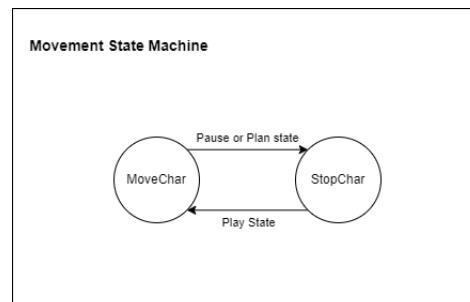 Movement State Machine
Pause or Plan state
MoveChar
StopChar
Play State